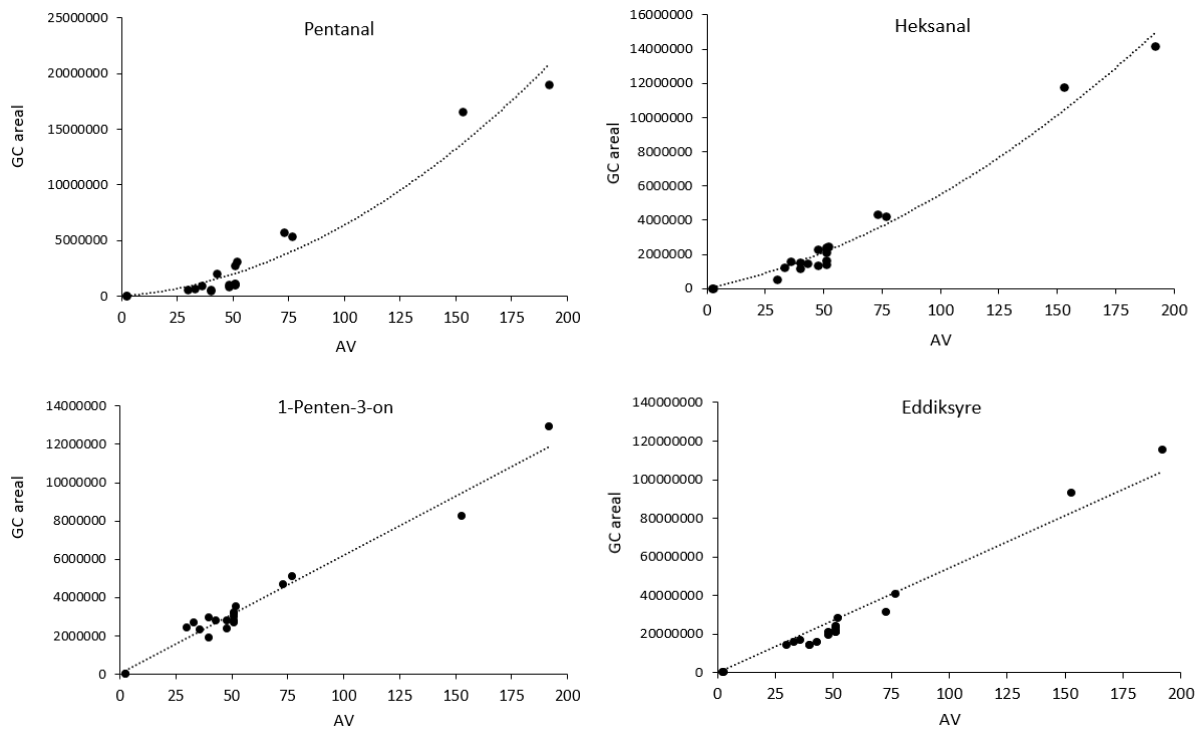 Pentanal
GC areal
25000000
20000000
15000000
10000000
5000000
0
0 25 50 75 100 125 150 175 200
AV
Heksanal
GC areal
16000000
14000000
12000000
10000000
8000000
6000000
4000000
2000000
0
0 25 50 75 100 125 150 175 200
AV
1-Penten-3-on
GC areal
14000000
12000000
10000000
8000000
6000000
4000000
2000000
0
0 25 50 75 100 125 150 175 200
AV
Eddiksyre
GC areal
140000000
120000000
100000000
80000000
60000000
40000000
20000000
0
0 25 50 75 100 125 150 175 200
AV